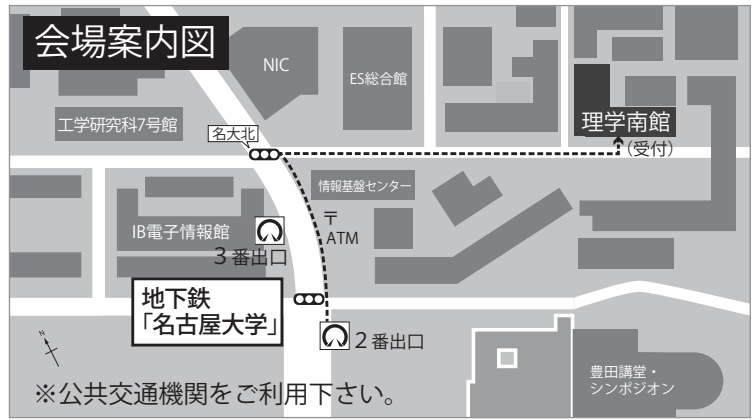 会場案内図
NIC
ES総合館
工学研究科7号館
名大北
理学南館
(受付)
情報基盤センター
〒
ATM
IB電子情報館
3番出口
地下鉄
「名古屋大学」
2番出口
N
豊田講堂・
シンポジオン
※公共交通機関をご利用下さい。